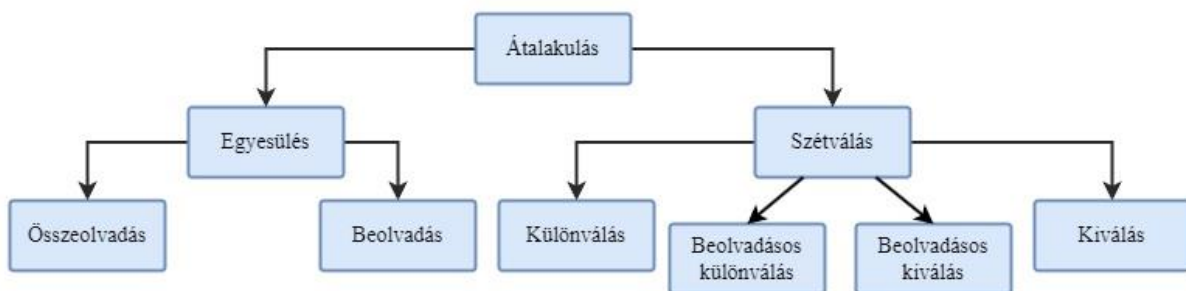 Átalakulás
Egyesülés
Szétválás
Összeolvadás
Beolvadás
Különválás
Beolvadásos
különválás
Beolvadásos
kiválás
Kiválás